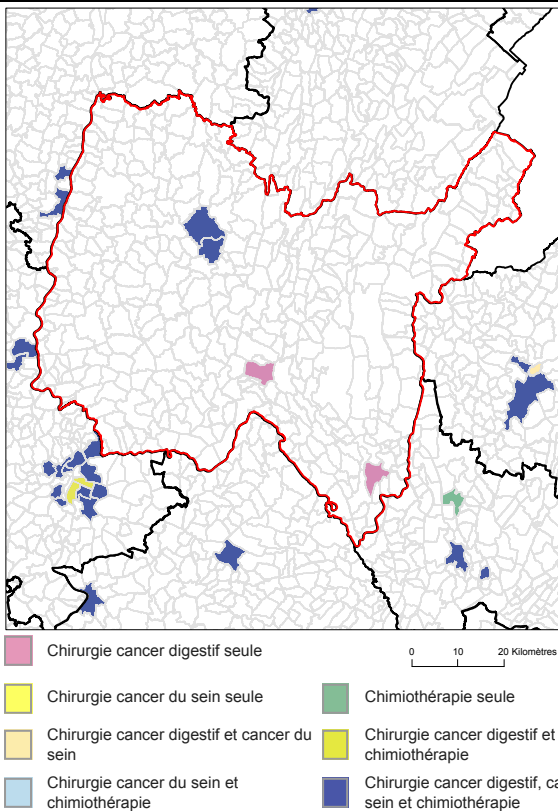 Chirurgie cancer digestif seule
0 10 20 Kilomètres
Chirurgie cancer du sein seule
Chimiothérapie seule
Chirurgie cancer digestif et cancer du
sein
Chirurgie cancer digestif et
chimiothérapie
Chirurgie cancer du sein et
chimiothérapie
Chirurgie cancer digestif, ca
sein et chimiothérapie